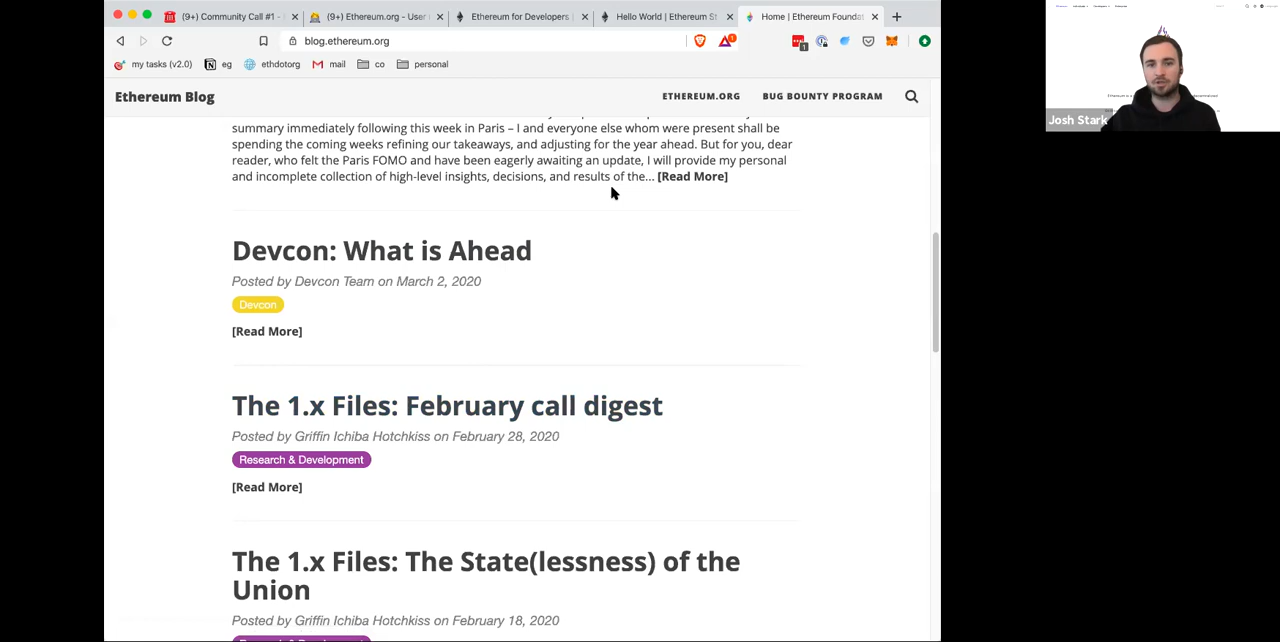 (9+) Community Call #1 -
(9+) Ethereum.org - User
Ethereum for Developers
Hello World | Ethereum St
Home | Ethereum Founda
blog.ethereum.org
1
1
my tasks (v2.0)
eg
ethdotorg
mail
co
personal
Ethereum Blog
ETHEREUM.ORG
BUG BOUNTY PROGRAM
summary immediately following this week in Paris – I and everyone else whom were present shall be
spending the coming weeks refining our takeaways, and adjusting for the year ahead. But for you, dear
reader, who felt the Paris FOMO and have been eagerly awaiting an update, I will provide my personal
and incomplete collection of high-level insights, decisions, and results of the... [Read More]
Devcon: What is Ahead
Posted by Devcon Team on March 2, 2020
Devcon
[Read More]
The 1.x Files: February call digest
Posted by Griffin Ichiba Hotchkiss on February 28, 2020
Research & Development
[Read More]
The 1.x Files: The State(lessness) of the
Union
Posted by Griffin Ichiba Hotchkiss on February 18, 2020
Josh Stark